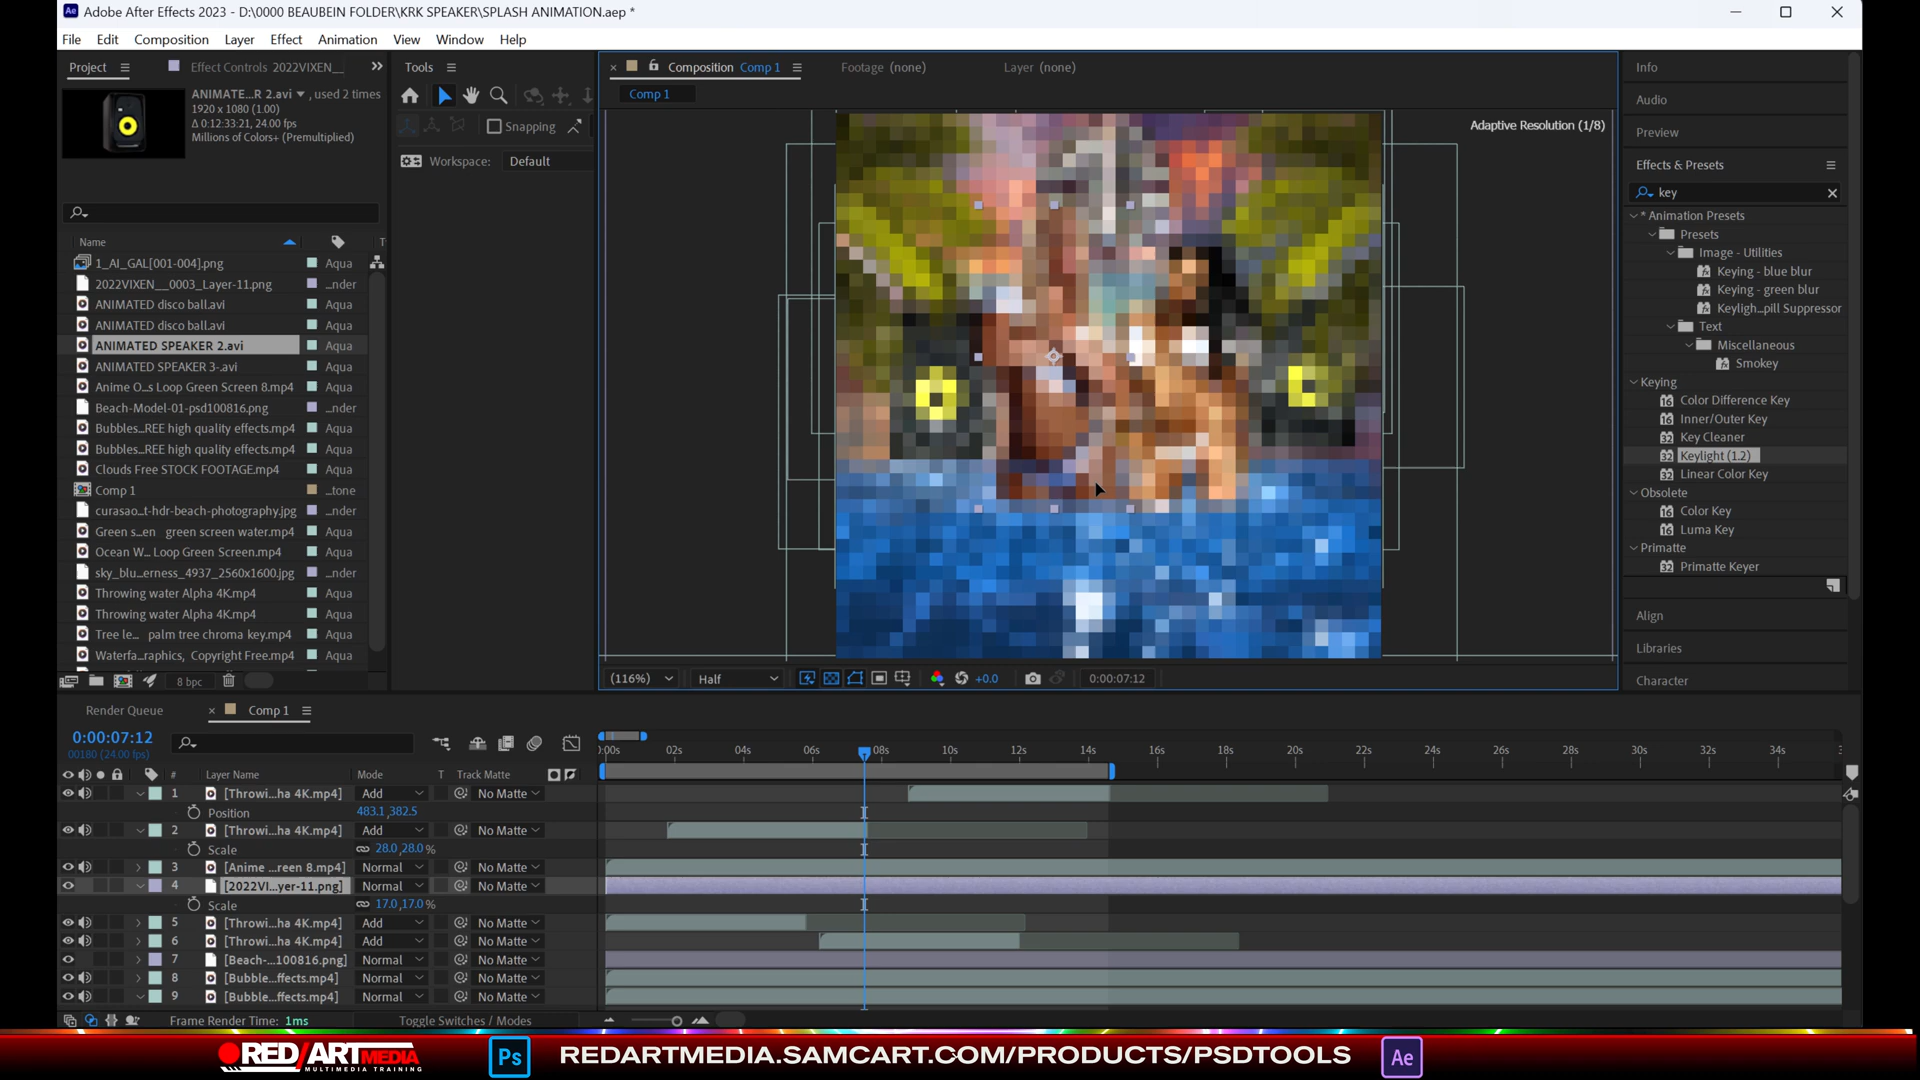 Ae Adobe After Effects 2023 - D:\0000 BEAUBEIN FOLDER\KRK SPEAKER\SPLASH ANIMATION.aep *
File Edit Composition Layer Effect Animation View Window Help
Project
Effect Controls 2022VIXEN__
Tools
Composition Comp 1
Footage (none)
Layer (none)
Info
ANIMATE...R 2.avi, used 2 times
1920 x 1080 (1.00)
Δ 0:12:33:21, 24.00 fps
Millions of Colors+ (Premultiplied)
Comp 1
Audio
Snapping
Adaptive Resolution (1/8)
Preview
Workspace: Default
Effects & Presets
key
* Animation Presets
Presets
Image - Utilities
Keying - blue blur
Keying - green blur
Keyligh...pill Suppressor
Text
Miscellaneous
Smokey
Keying
Color Difference Key
Inner/Outer Key
Key Cleaner
Keylight (1.2)
Linear Color Key
Obsolete
Color Key
Luma Key
Primatte
Primatte Keyer
Align
Libraries
Character
Name T
1_AI_GAL[001-004].png Aqua
2022VIXEN__0003_Layer-11.png ...nder
ANIMATED disco ball.avi Aqua
ANIMATED disco ball.avi Aqua
ANIMATED SPEAKER 2.avi Aqua
ANIMATED SPEAKER 3-.avi Aqua
Anime O...s Loop Green Screen 8.mp4 Aqua
Beach-Model-01-psd100816.png ...nder
Bubbles...REE high quality effects.mp4 Aqua
Bubbles...REE high quality effects.mp4 Aqua
Clouds Free STOCK FOOTAGE.mp4 Aqua
Comp 1 ...tone
curasao...t-hdr-beach-photography.jpg ...nder
Green s...en green screen water.mp4 Aqua
Ocean W... Loop Green Screen.mp4 Aqua
sky_blu...erness_4937_2560x1600.jpg ...nder
Throwing water Alpha 4K.mp4 Aqua
Throwing water Alpha 4K.mp4 Aqua
Tree le... palm tree chroma key.mp4 Aqua
Waterfa...raphics, Copyright Free.mp4 Aqua
8 bpc
(116%) Half +0.0 0:00:07:12
Render Queue
Comp 1
0:00:07:12
00180 (24.00 fps)
0:00s 02s 04s 06s 08s 10s 12s 14s 16s 18s 20s 22s 24s 26s 28s 30s 32s 34s
# Layer Name Mode T Track Matte
1 [Throwi...ha 4K.mp4] Add No Matte
Position 483.1,382.5
2 [Throwi...ha 4K.mp4] Add No Matte
Scale 28.0,28.0%
3 [Anime ...reen 8.mp4] Normal No Matte
4 [2022VI...yer-11.png] Normal No Matte
Scale 17.0,17.0%
5 [Throwi...ha 4K.mp4] Add No Matte
6 [Throwi...ha 4K.mp4] Add No Matte
7 [Beach-...100816.png] Normal No Matte
8 [Bubble...ffects.mp4] Normal No Matte
9 [Bubble...ffects.mp4] Normal No Matte
Frame Render Time: 1ms
Toggle Switches / Modes
RED/ARTMEDIA
MULTIMEDIA TRAINING
Ps
REDARTMEDIA.SAMCART.COM/PRODUCTS/PSDTOOLS
Ae